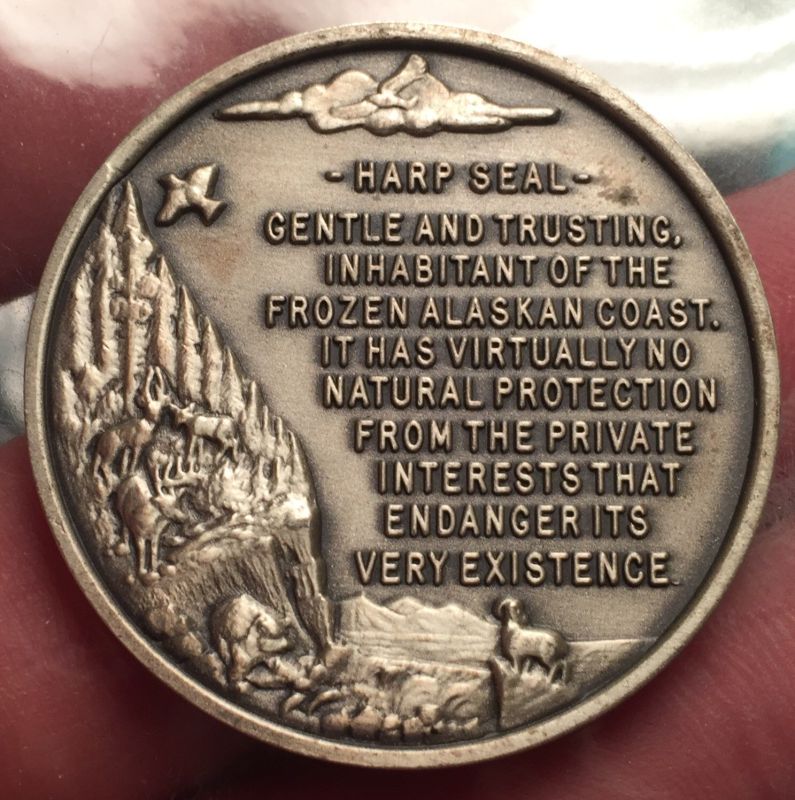 - HARP SEAL -
GENTLE AND TRUSTING,
INHABITANT OF THE
FROZEN ALASKAN COAST.
IT HAS VIRTUALLY NO
NATURAL PROTECTION
FROM THE PRIVATE
INTERESTS THAT
ENDANGER ITS
VERY EXISTENCE.